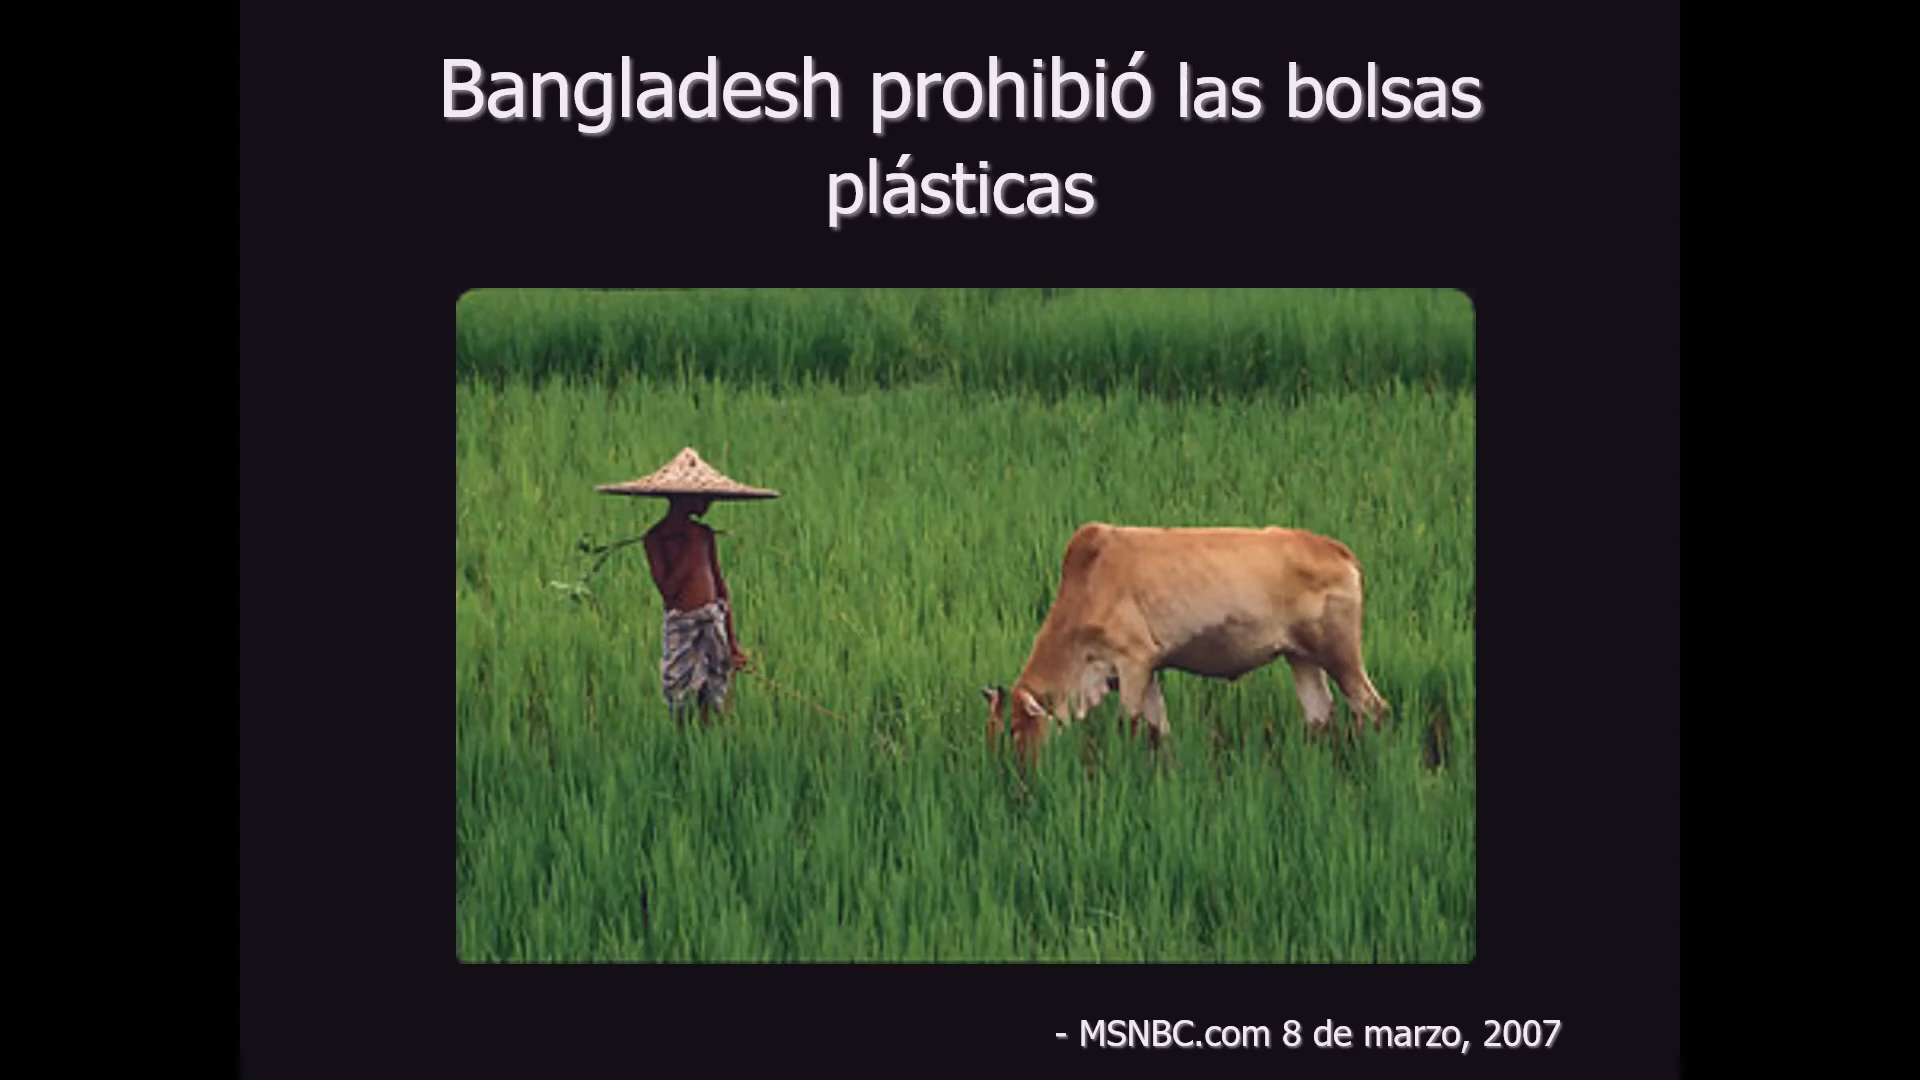 Bangladesh prohibió las bolsas
plásticas
- MSNBC.com 8 de marzo, 2007